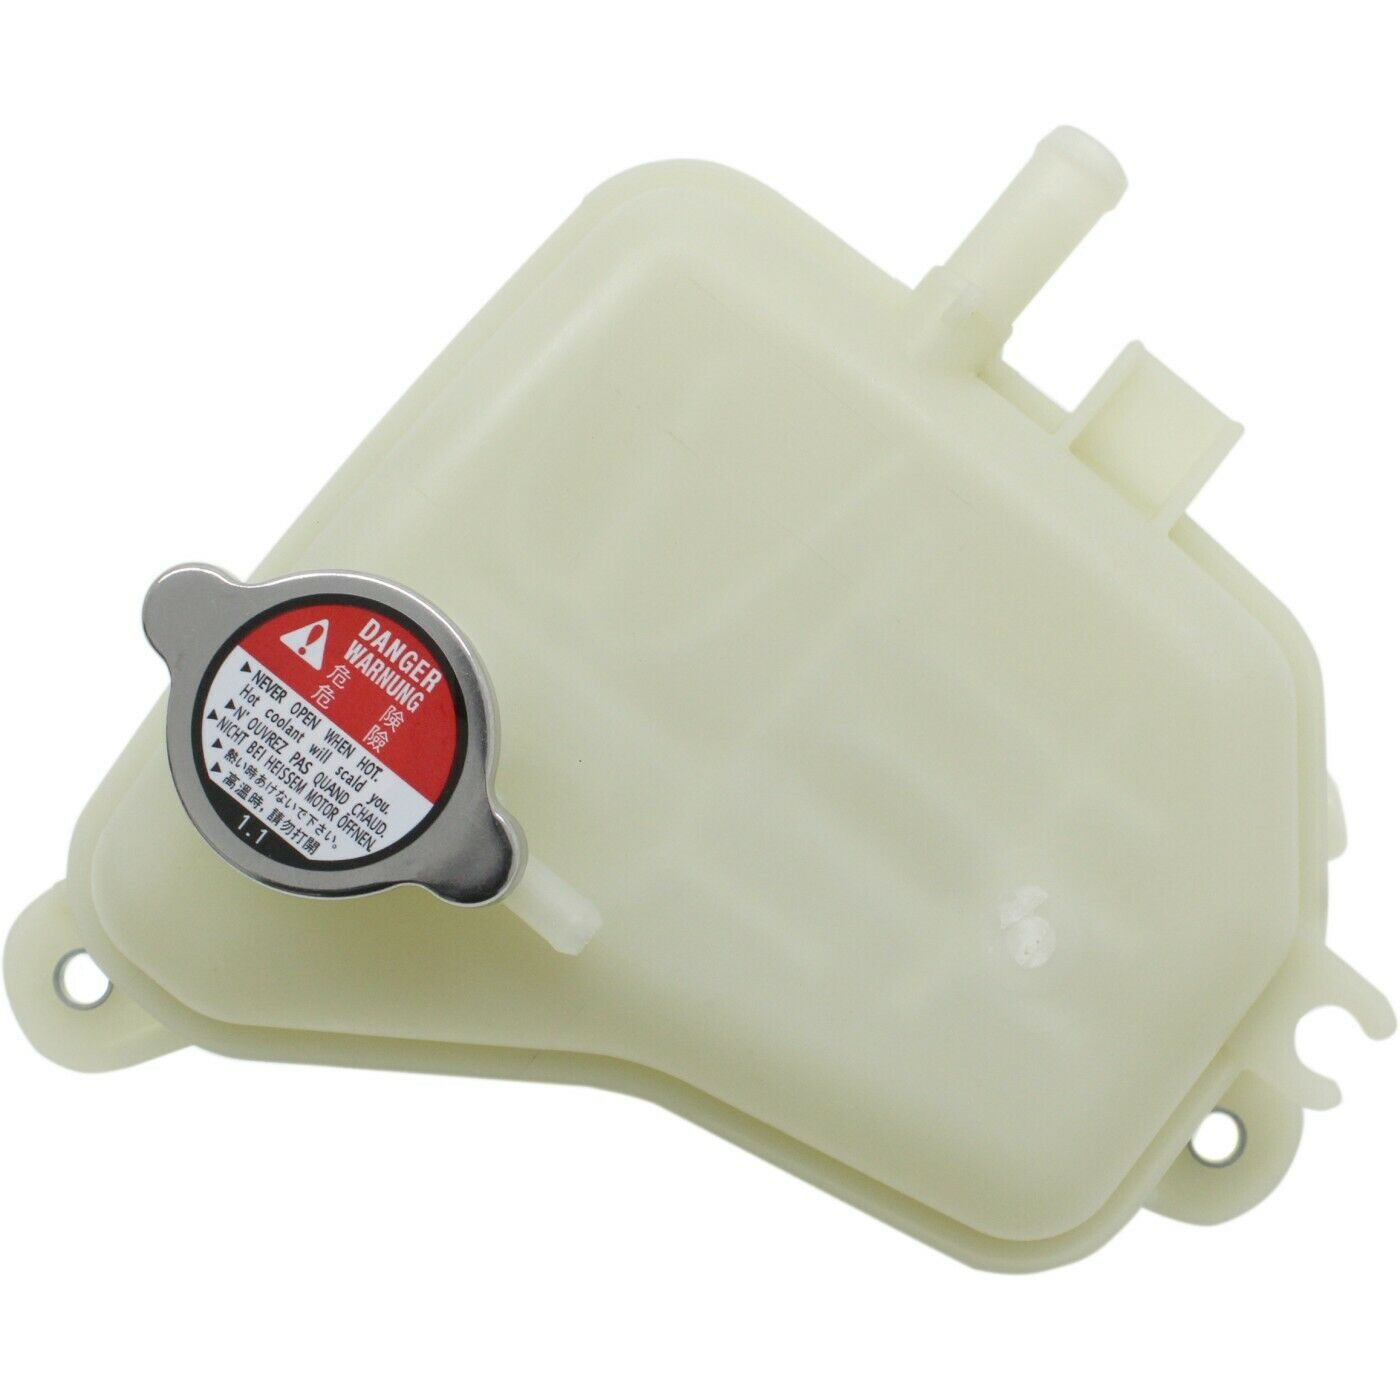 DANGER
WARNUNG
危 険
危 險
▶NEVER OPEN WHEN HOT.
Hot coolant will scald you.
▶N' OUVREZ PAS QUAND CHAUD.
▶NICHT BEI HEISSEM MOTOR ÖFFNEN.
▶熱い時あけないで下さい。
▶高溫時,請勿打開
1.1